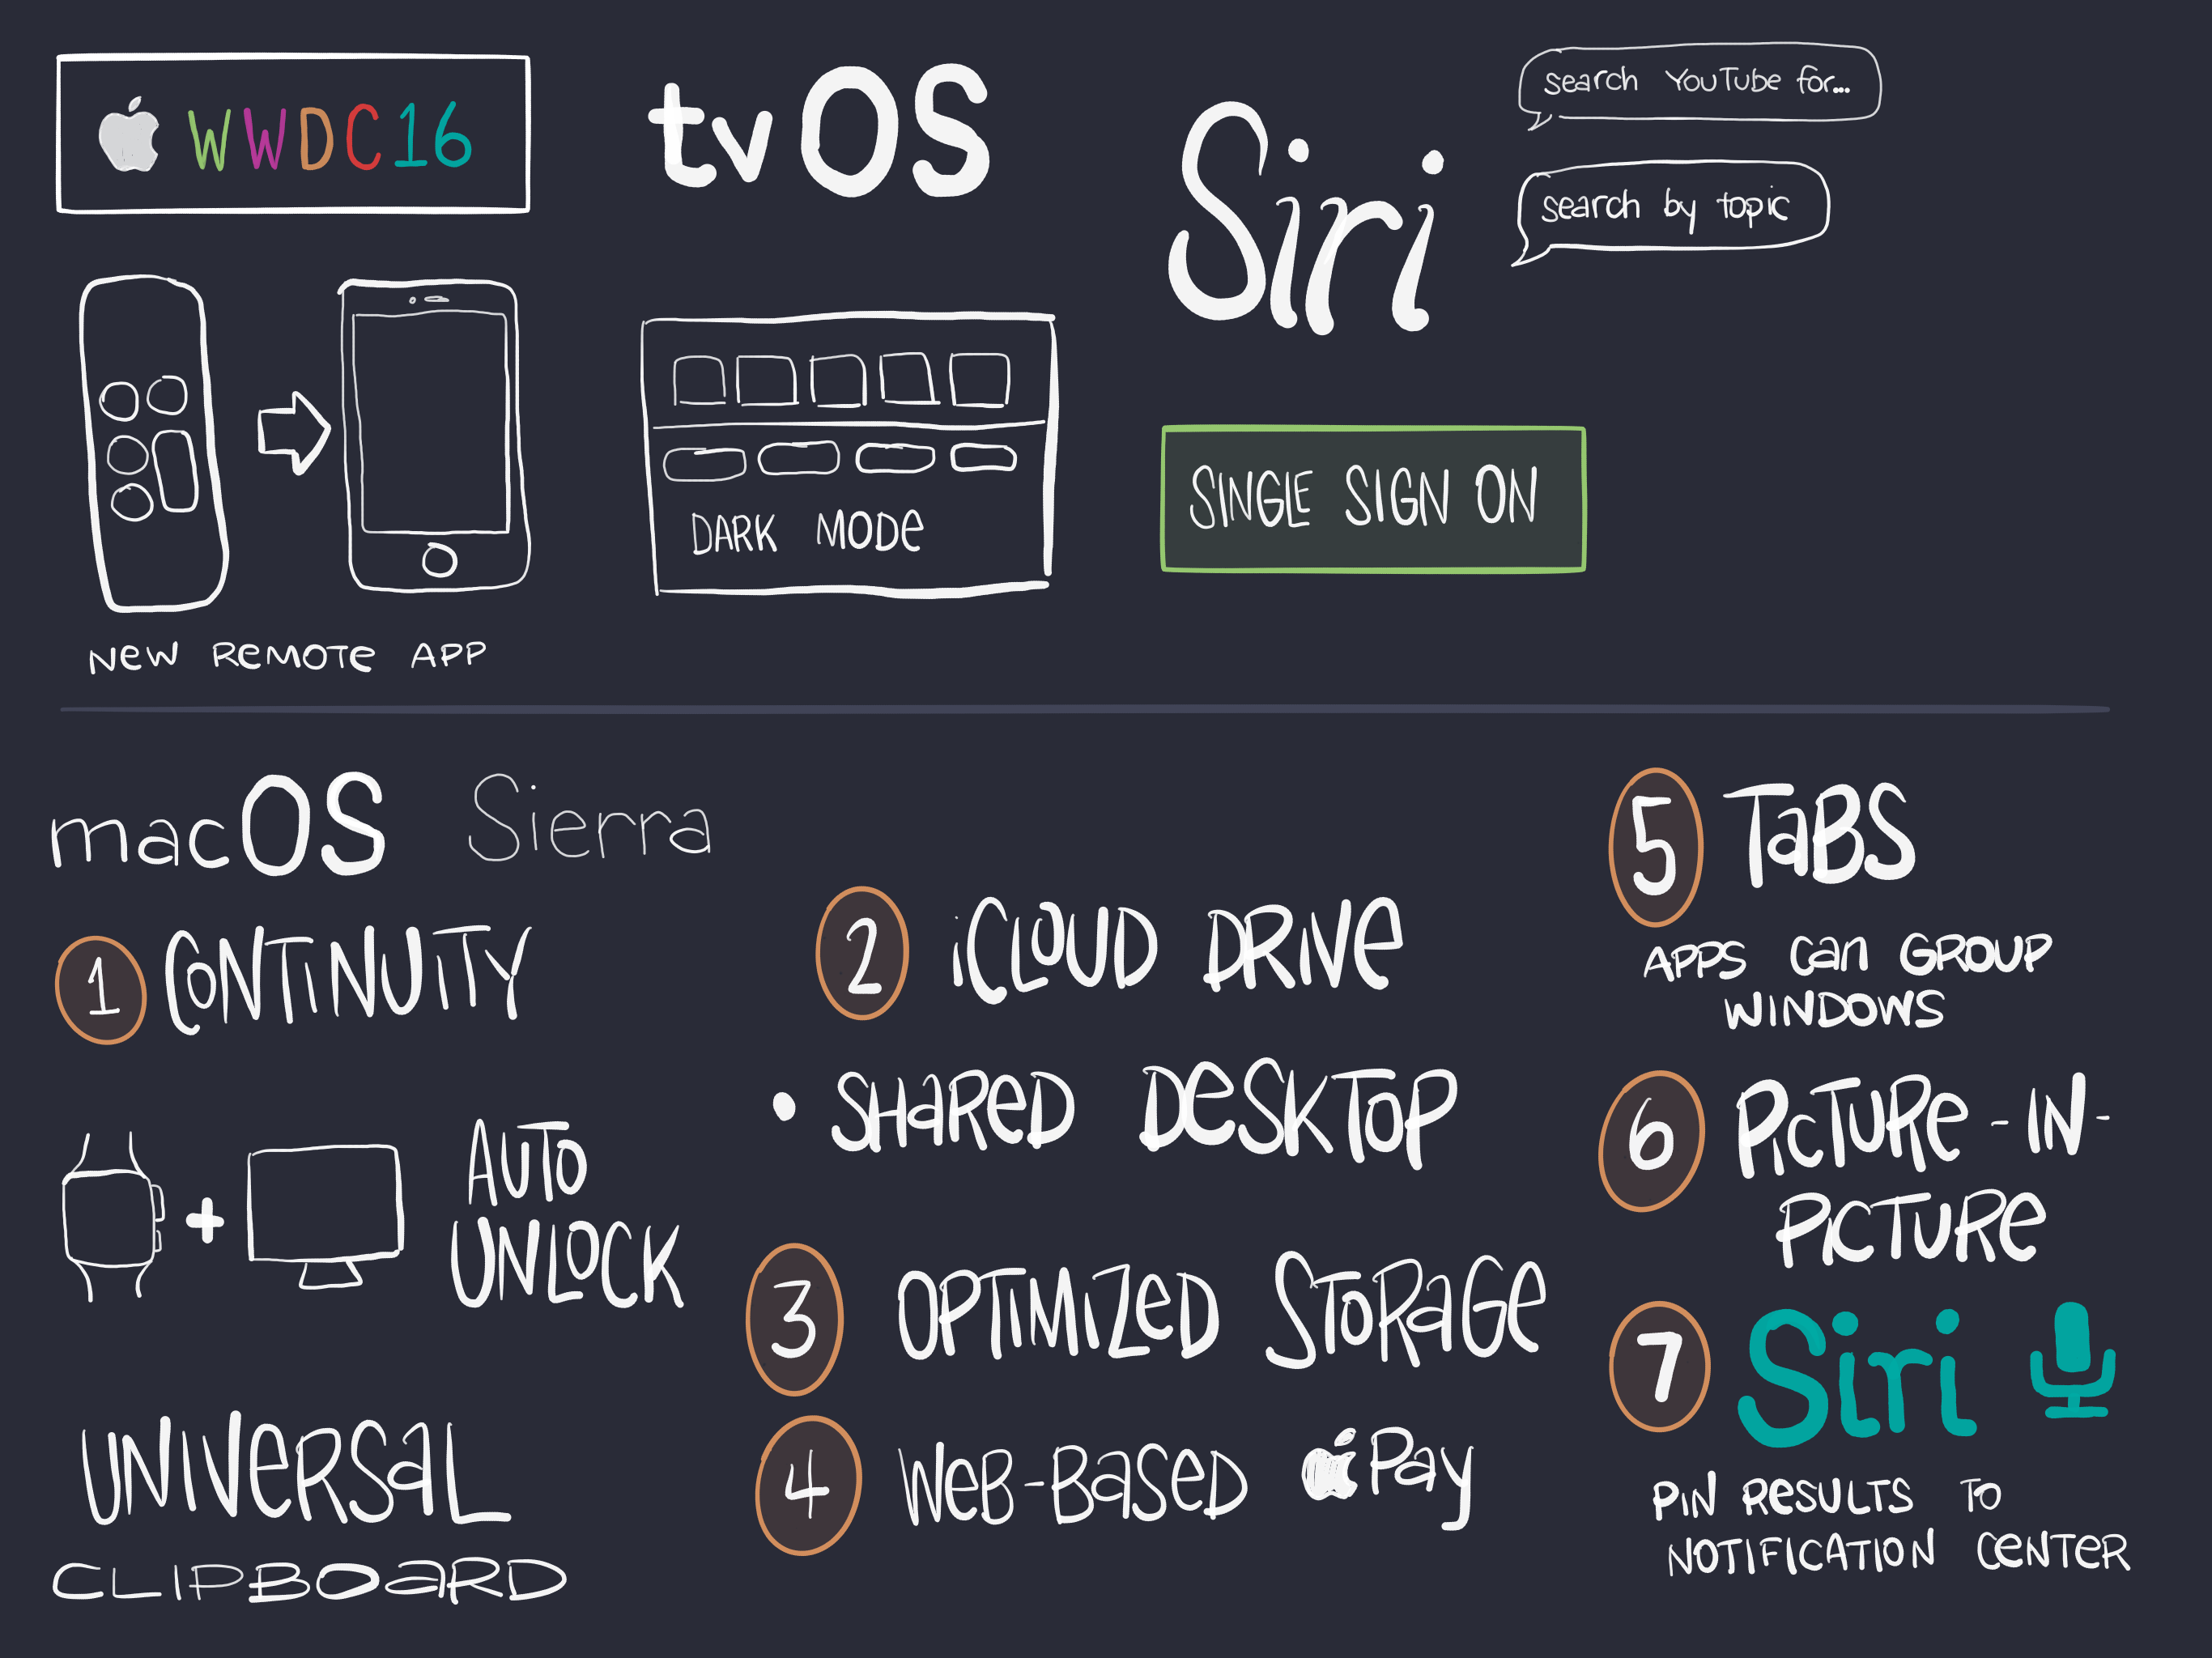 WWDC16
tvOS
Siri
search YouTube for...
search by topic
NEW REMOTE APP
DARK MODE
SINGLE SIGN ON
macOS Sierra
1 CONTINUITY
AUTO
UNLOCK
UNIVERSAL
CLIPBOARD
2 iCLOUD DRIVE
• SHARED DESKTOP
3 OPTIMIZED STORAGE
4 WEB-BASED Pay
5 TABS
APPS CAN GROUP
WINDOWS
6 PICTURE-IN-
PICTURE
7 Siri
PIN RESULTS TO
NOTIFICATION CENTER